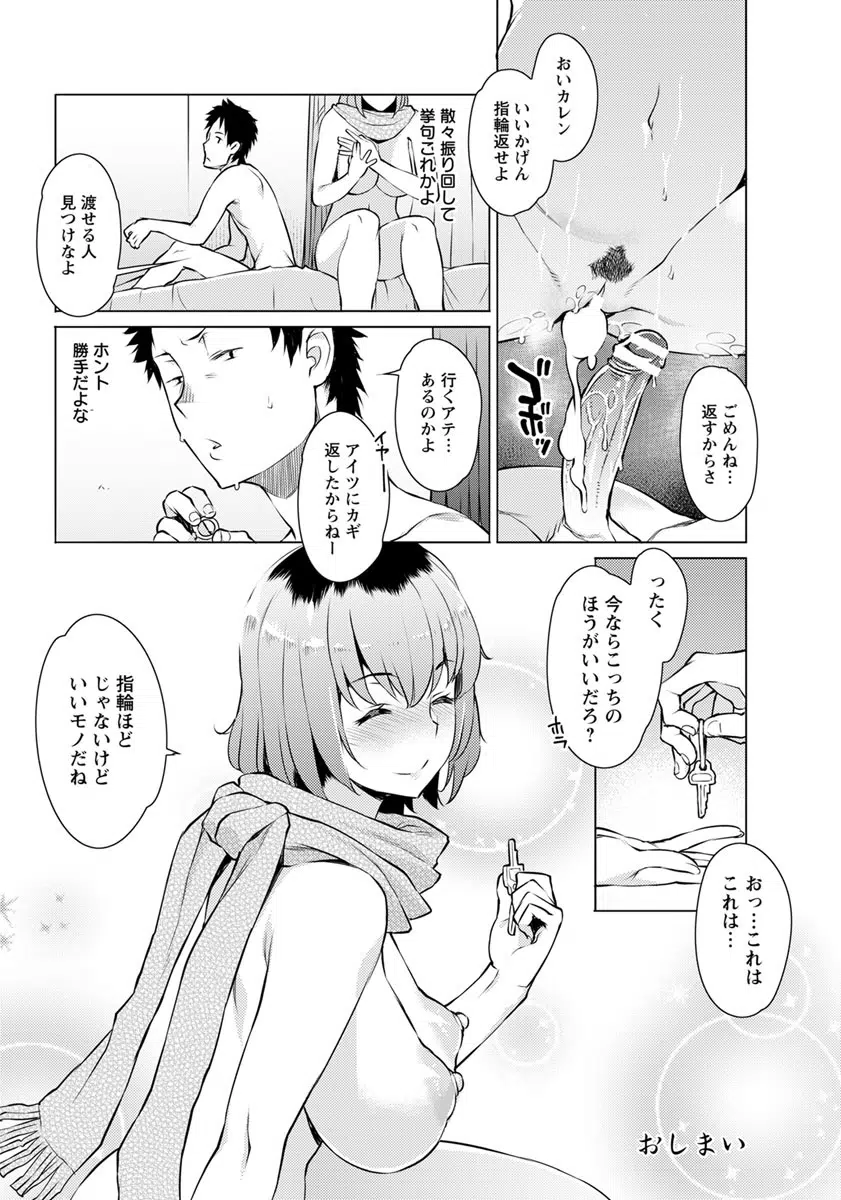 おいカレン
いいかげん
指輪返せよ
ごめんね…
返すからさ
ズボッ
散々振り回して
挙句これかよ
渡せる人
見つけなよ
行くアテ…
あるのかよ
イヤー
アイツにカギ
返したからねー
ホント
勝手だよな
ったく
今ならこっちの
ほうがいいだろ?
ホラ
おっ…これは
これは…
指輪ほど
じゃないけど
いいモノだね
おしまい